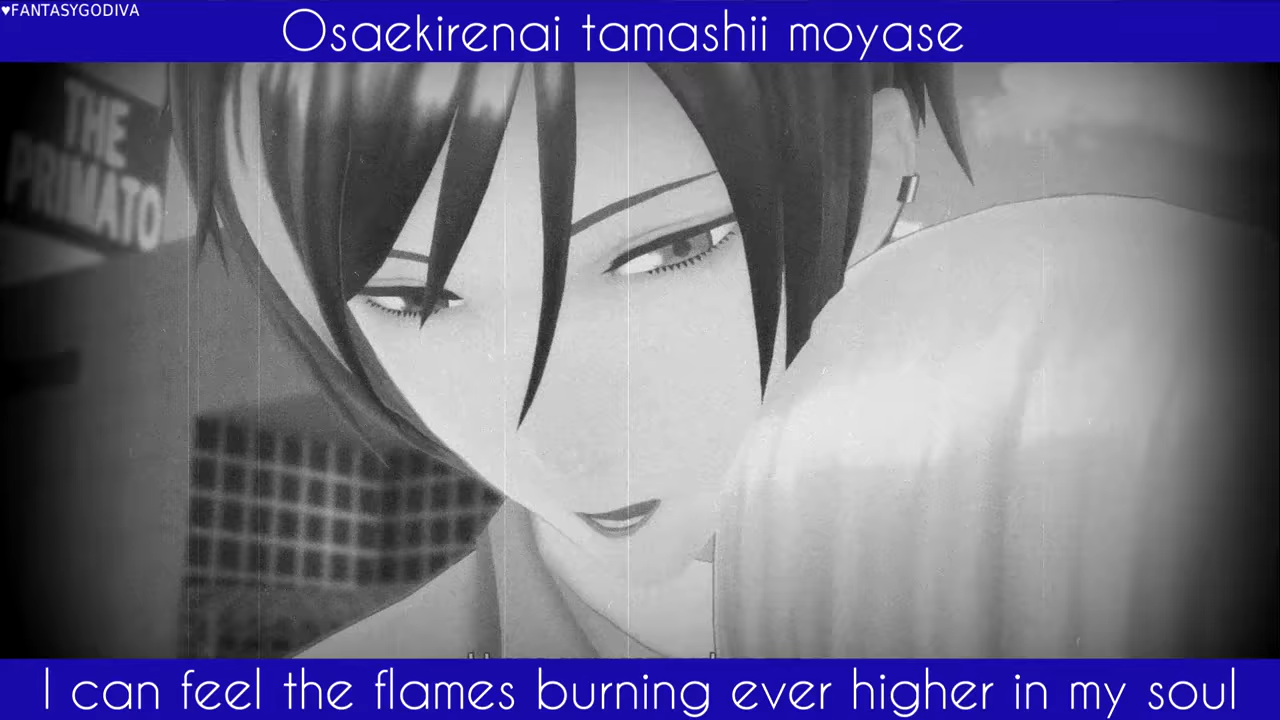 ♥FANTASYGODIVA
Osaekirenai tamashii moyase
THE
PRIMATO
I can feel the flames burning ever higher in my soul